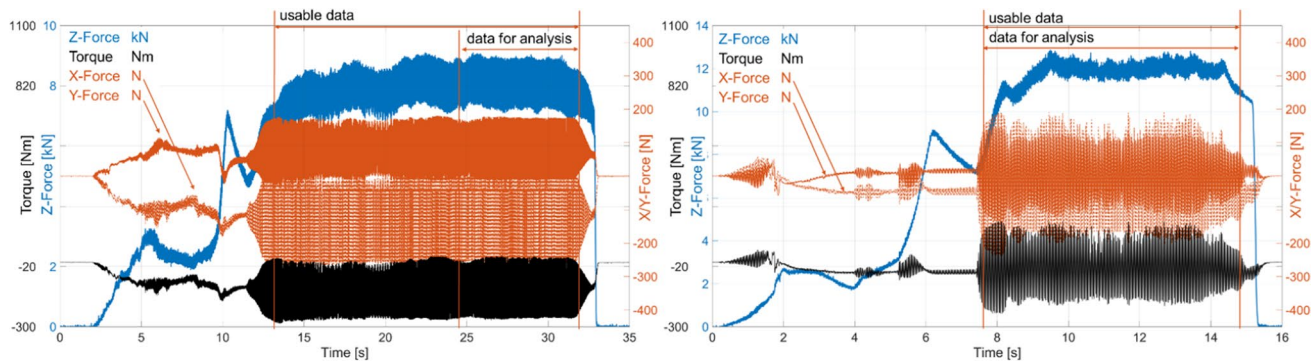 1100
10
usable data
400
Z-Force kN
Torque Nm
X-Force N
Y-Force N
data for analysis
300
820
8
200
100
0
Torque [Nm]
Z-Force [kN]
X/Y-Force [N]
-200
-20
2
-300
-400
-300
0
0 5 10 15 20 25 30 35
Time [s]
1100
14
usable data
400
Z-Force kN
Torque Nm
X-Force N
Y-Force N
data for analysis
300
12
820
10
200
100
0
Torque [Nm]
Z-Force [kN]
X/Y-Force [N]
4
-200
-20
2
-300
-400
-300
0
0 2 4 6 8 10 12 14 16
Time [s]